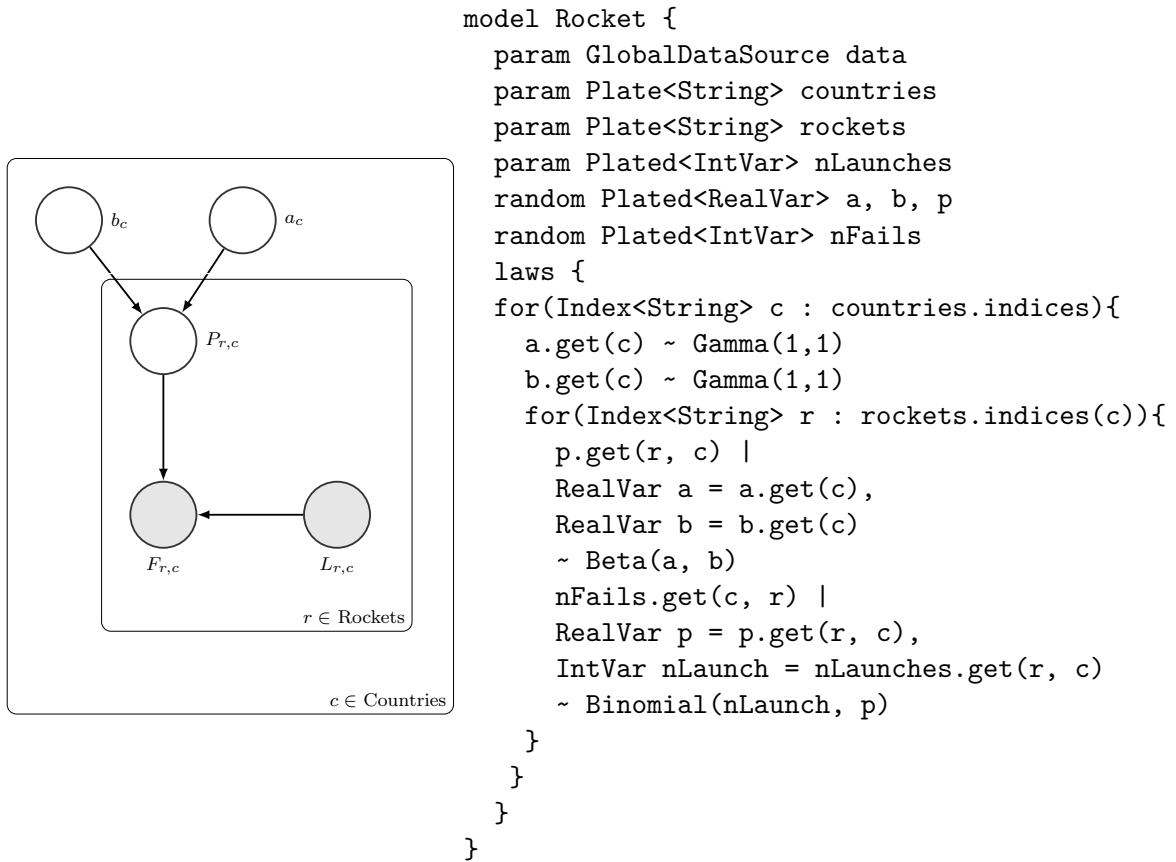 b_c
a_c
P_{r,c}
F_{r,c}
L_{r,c}
r ∈ Rockets
c ∈ Countries
model Rocket {
  param GlobalDataSource data
  param Plate<String> countries
  param Plate<String> rockets
  param Plated<IntVar> nLaunches
  random Plated<RealVar> a, b, p
  random Plated<IntVar> nFails
  laws {
  for(Index<String> c : countries.indices){
    a.get(c) ~ Gamma(1,1)
    b.get(c) ~ Gamma(1,1)
    for(Index<String> r : rockets.indices(c)){
      p.get(r, c) |
      RealVar a = a.get(c),
      RealVar b = b.get(c)
      ~ Beta(a, b)
      nFails.get(c, r) |
      RealVar p = p.get(r, c),
      IntVar nLaunch = nLaunches.get(r, c)
      ~ Binomial(nLaunch, p)
    }
   }
  }
}